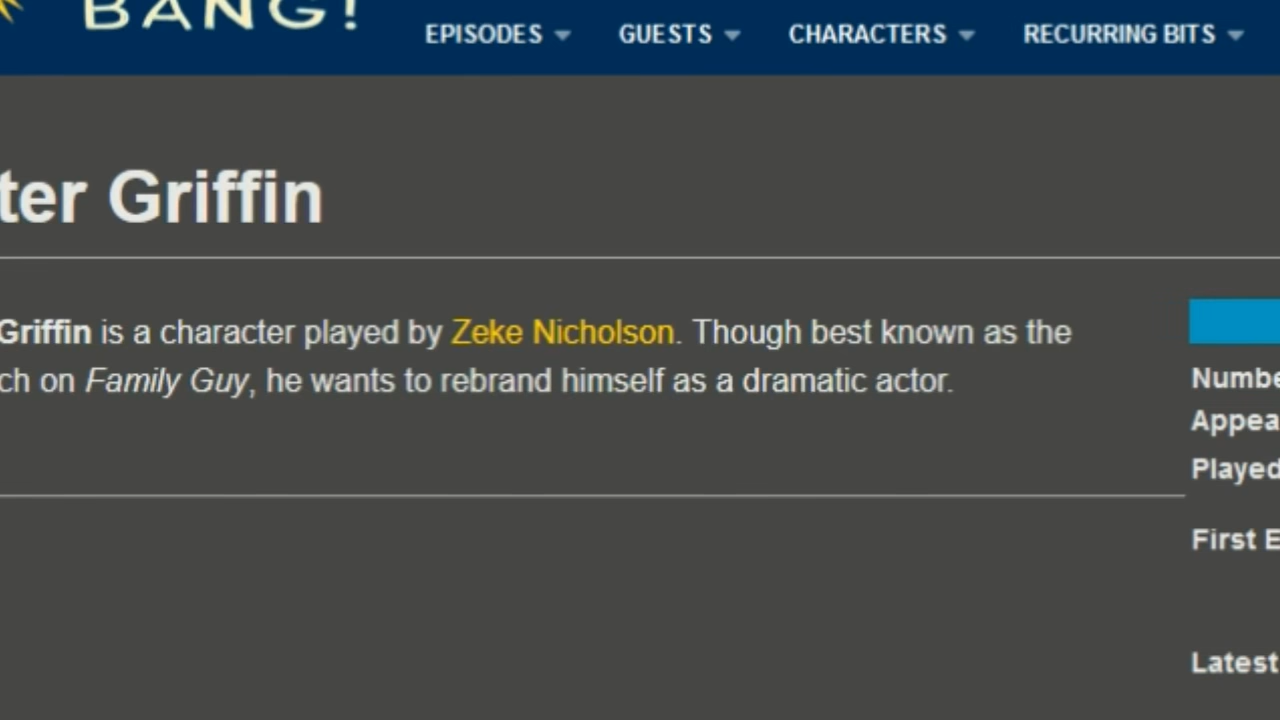 BANG!
EPISODES GUESTS CHARACTERS RECURRING BITS
ter Griffin
Griffin is a character played by Zeke Nicholson. Though best known as the
ch on Family Guy, he wants to rebrand himself as a dramatic actor.
Numbe
Appea
Played
First E
Latest